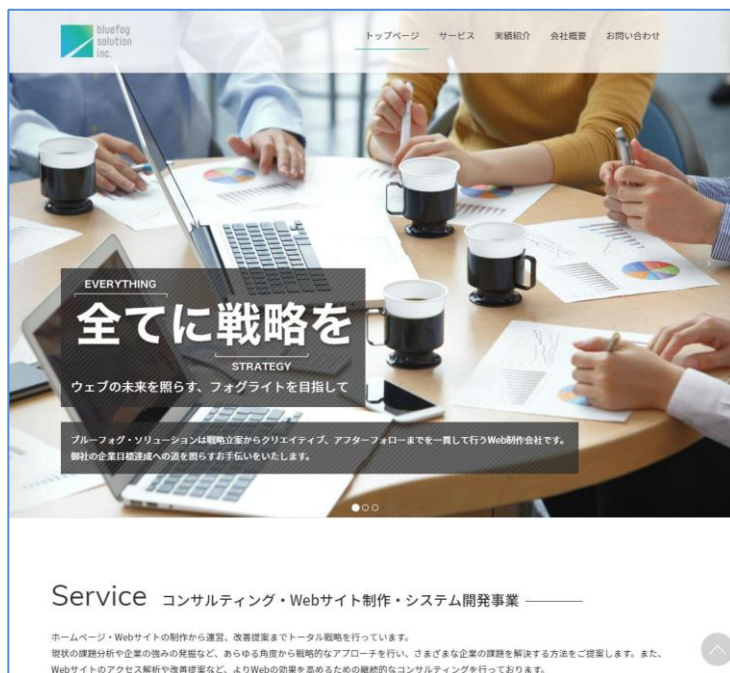 bluefog
solution
inc.
トップページ サービス 実績紹介 会社概要 お問い合わせ
EVERYTHING
全てに戦略を
STRATEGY
ウェブの未来を照らす、フォグライトを目指して
ブルーフォグ・ソリューションは戦略立案からクリエイティブ、アフターフォローまでを一貫して行うWeb制作会社です。
御社の企業目標達成への道を照らすお手伝いをいたします。
Service コンサルティング・Webサイト制作・システム開発事業
ホームページ・Webサイトの制作から運営、改善提案までトータル戦略を行っています。
現状の課題分析や企業の強みの発掘など、あらゆる角度から戦略的なアプローチを行い、さまざまな企業の課題を解決する方法をご提案します。また、
Webサイトのアクセス解析や改善提案など、よりWebの効果を高めるための継続的なコンサルティングを行っております。